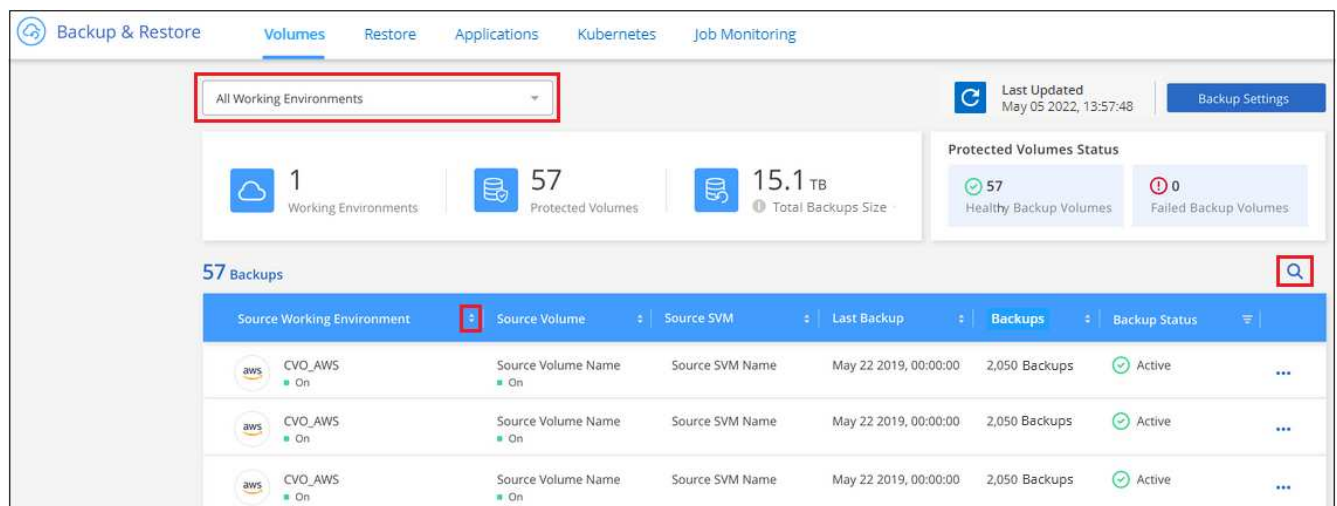 Backup & Restore Volumes Restore Applications Kubernetes Job Monitoring
All Working Environments
Last Updated
May 05 2022, 13:57:48
Backup Settings
1
Working Environments
57
Protected Volumes
15.1 TB
Total Backups Size
Protected Volumes Status
57
Healthy Backup Volumes
0
Failed Backup Volumes
57 Backups
Source Working Environment Source Volume Source SVM Last Backup Backups Backup Status
aws CVO_AWS Source Volume Name Source SVM Name May 22 2019, 00:00:00 2,050 Backups Active
On On
aws CVO_AWS Source Volume Name Source SVM Name May 22 2019, 00:00:00 2,050 Backups Active
On On
aws CVO_AWS Source Volume Name Source SVM Name May 22 2019, 00:00:00 2,050 Backups Active
On On